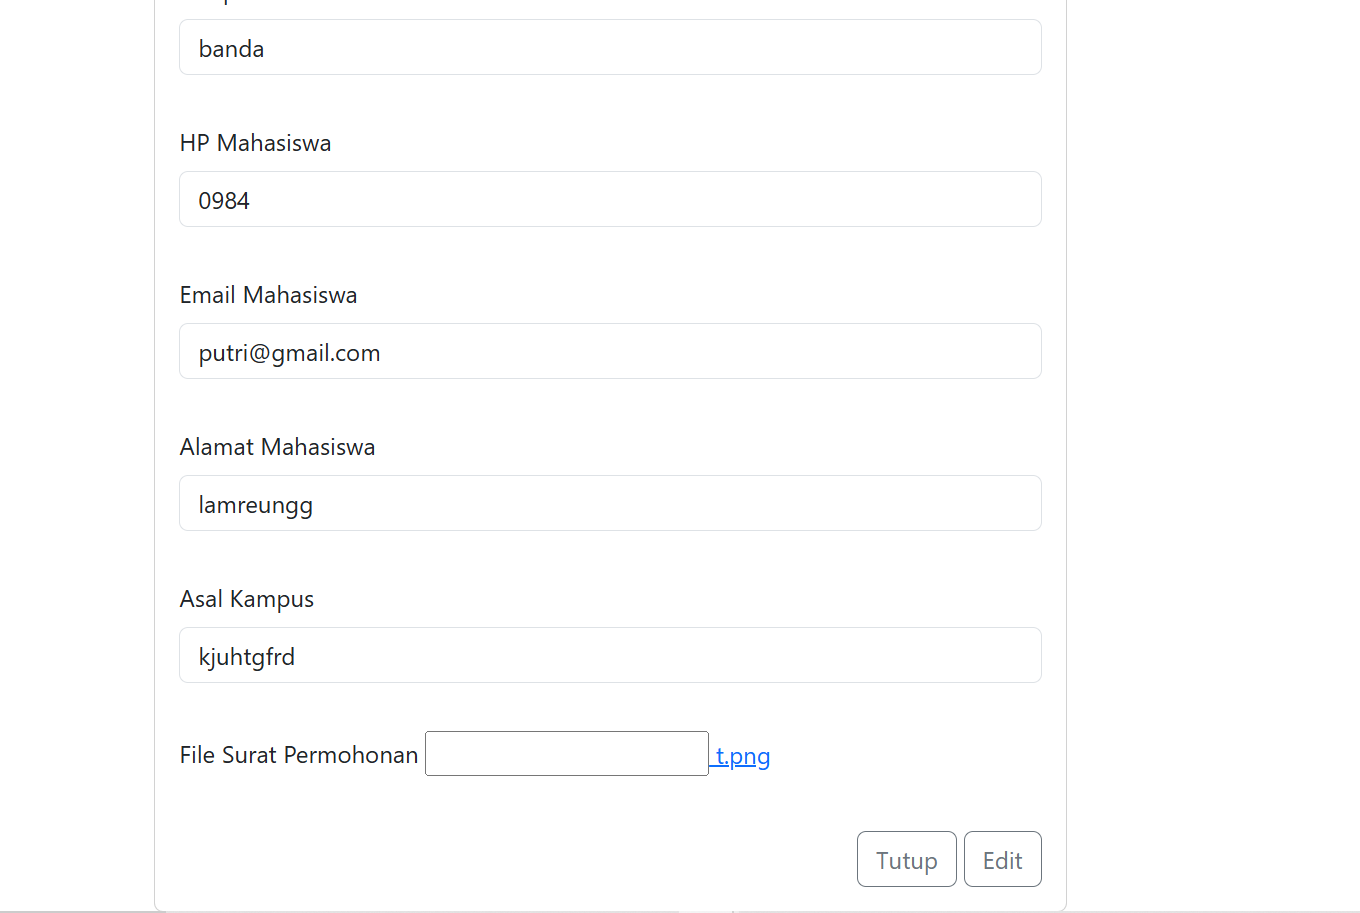 banda
HP Mahasiswa
0984
Email Mahasiswa
putri@gmail.com
Alamat Mahasiswa
lamreungg
Asal Kampus
kjuhtgfrd
File Surat Permohonan t.png
Tutup Edit